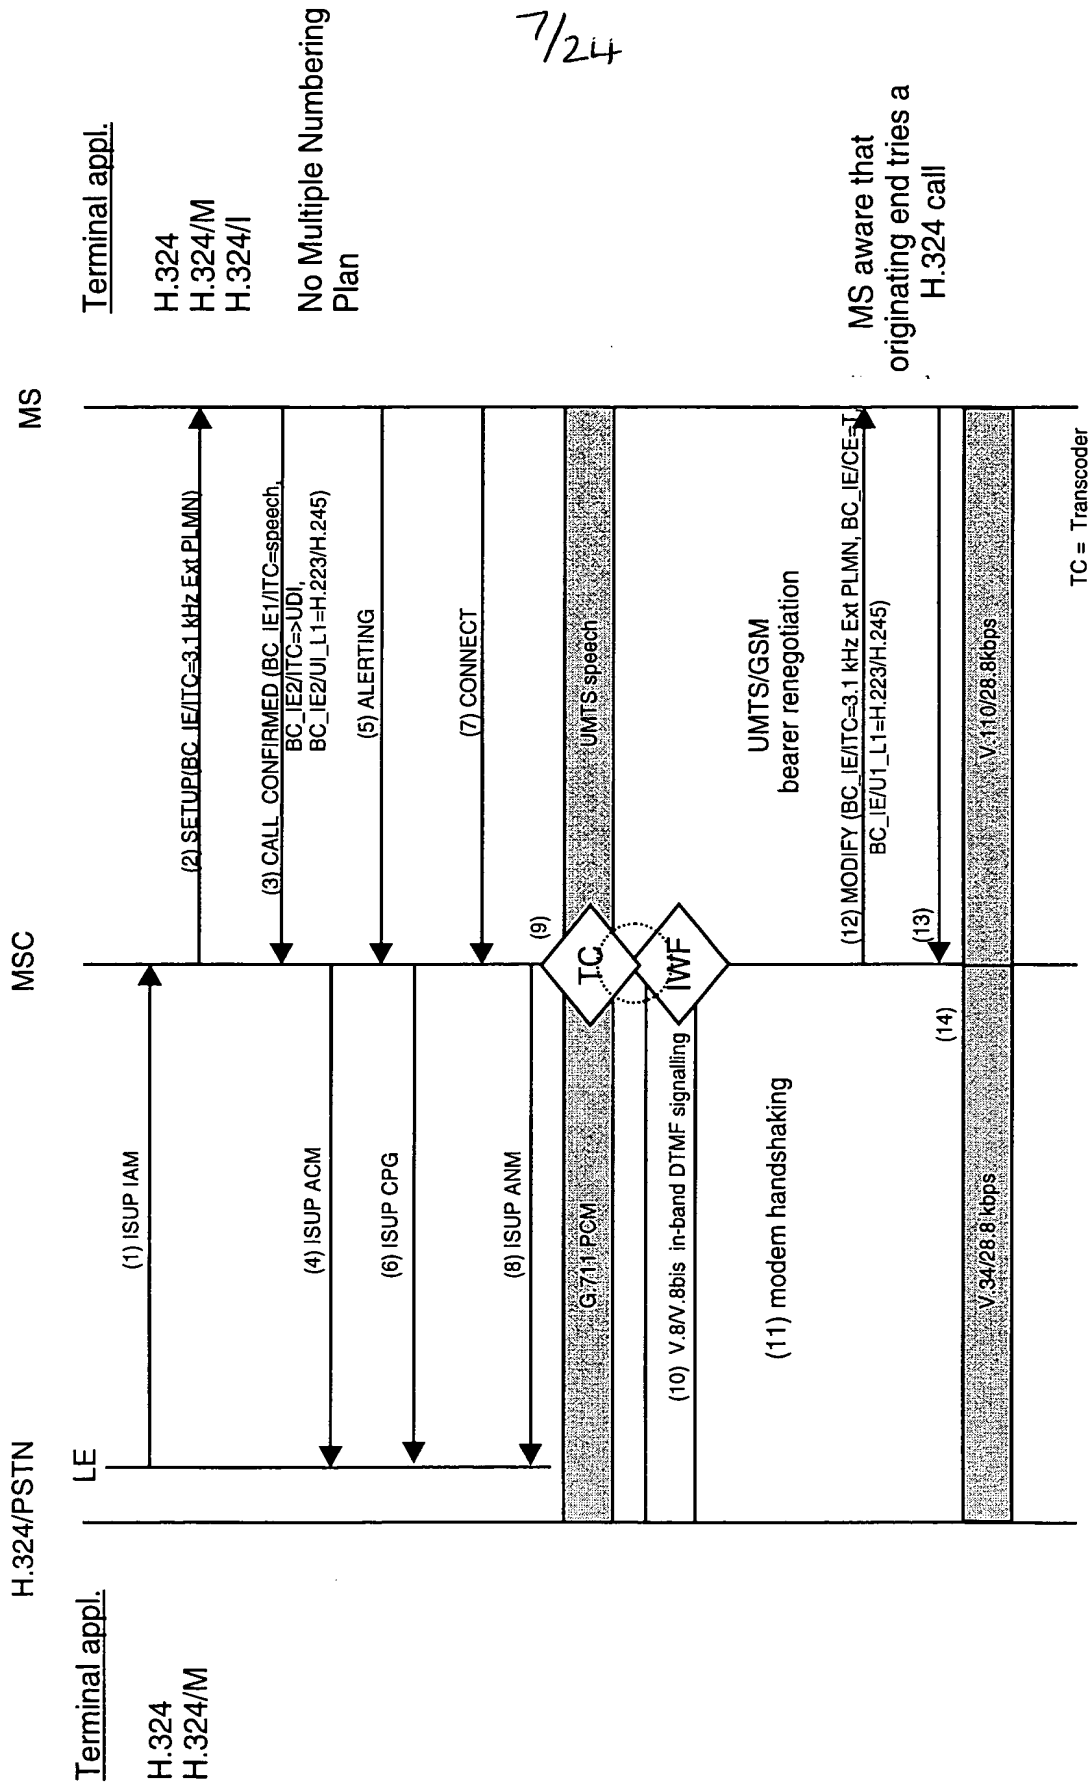 7/24
H.324/PSTN
LE
MSC
MS
Terminal appl.
H.324
H.324/M
Terminal appl.
H.324
H.324/M
H.324/I
No Multiple Numbering
Plan
(1) ISUP IAM
(2) SETUP(BC_IE/ITC=3.1 kHz Ext PLMN)
(3) CALL CONFIRMED (BC_IE1/ITC=speech,
BC_IE2/ITC=>UDI,
BC_IE2/UI_L1=H.223/H.245)
(4) ISUP ACM
(5) ALERTING
(6) ISUP CPG
(7) CONNECT
(8) ISUP ANM
(9)
G.711 PCM
TC
UMTS speech
IWF
(10) V.8/V.8bis in-band DTMF signalling
(11) modem handshaking
UMTS/GSM
bearer renegotiation
(12) MODIFY (BC_IE/ITC=3.1 kHz Ext PLMN, BC_IE/CE=T,
BC_IE/U1_L1=H.223/H.245)
MS aware that
originating end tries a
H.324 call
(13)
(14)
V.34/28.8 kbps
V.110/28.8kbps
TC = Transcoder